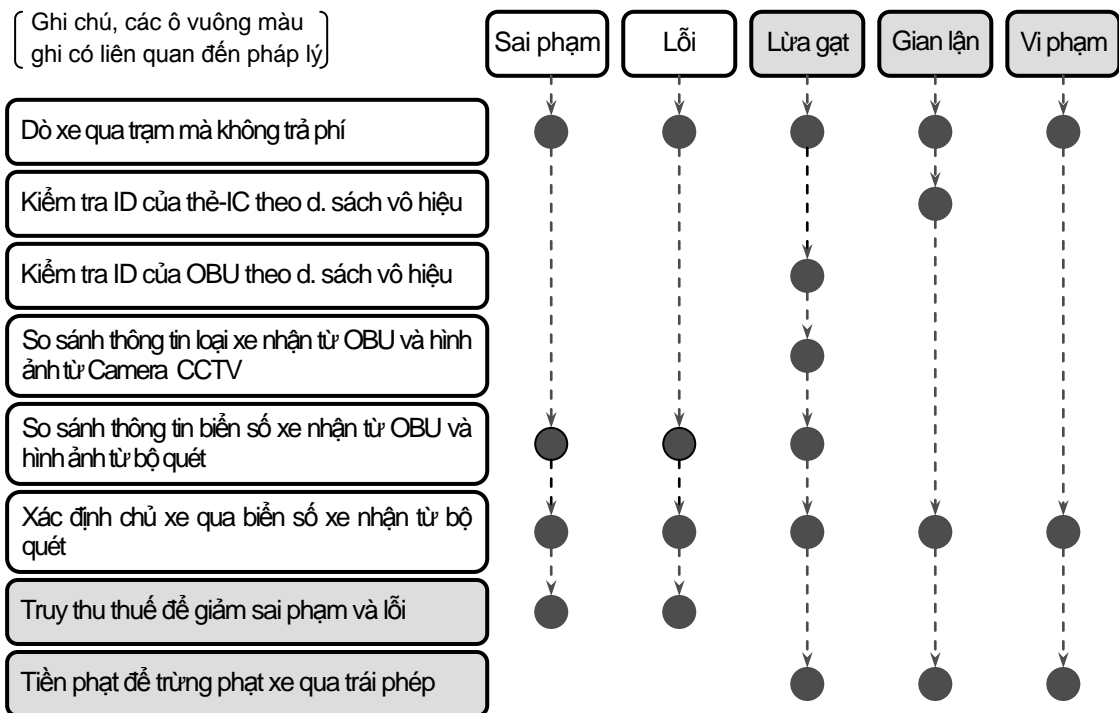 Ghi chú, các ô vuông màu
ghi có liên quan đến pháp lý
Sai phạm
Lỗi
Lừa gạt
Gian lận
Vi phạm
Dò xe qua trạm mà không trả phí
Kiểm tra ID của thẻ-IC theo d. sách vô hiệu
Kiểm tra ID của OBU theo d. sách vô hiệu
So sánh thông tin loại xe nhận từ OBU và hình
ảnh từ Camera CCTV
So sánh thông tin biển số xe nhận từ OBU và
hình ảnh từ bộ quét
Xác định chủ xe qua biển số xe nhận từ bộ
quét
Truy thu thuế để giảm sai phạm và lỗi
Tiền phạt để trừng phạt xe qua trái phép